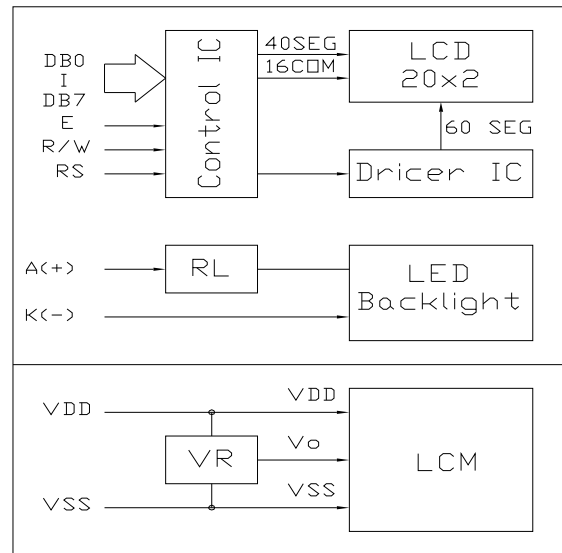 DB0
I
DB7
E
R/W
RS
Control IC
40SEG
16COM
LCD
20x2
60 SEG
Dricer IC
A(+)
RL
LED
Backlight
K(-)
VDD
VDD
VR
Vo
LCM
VSS
VSS